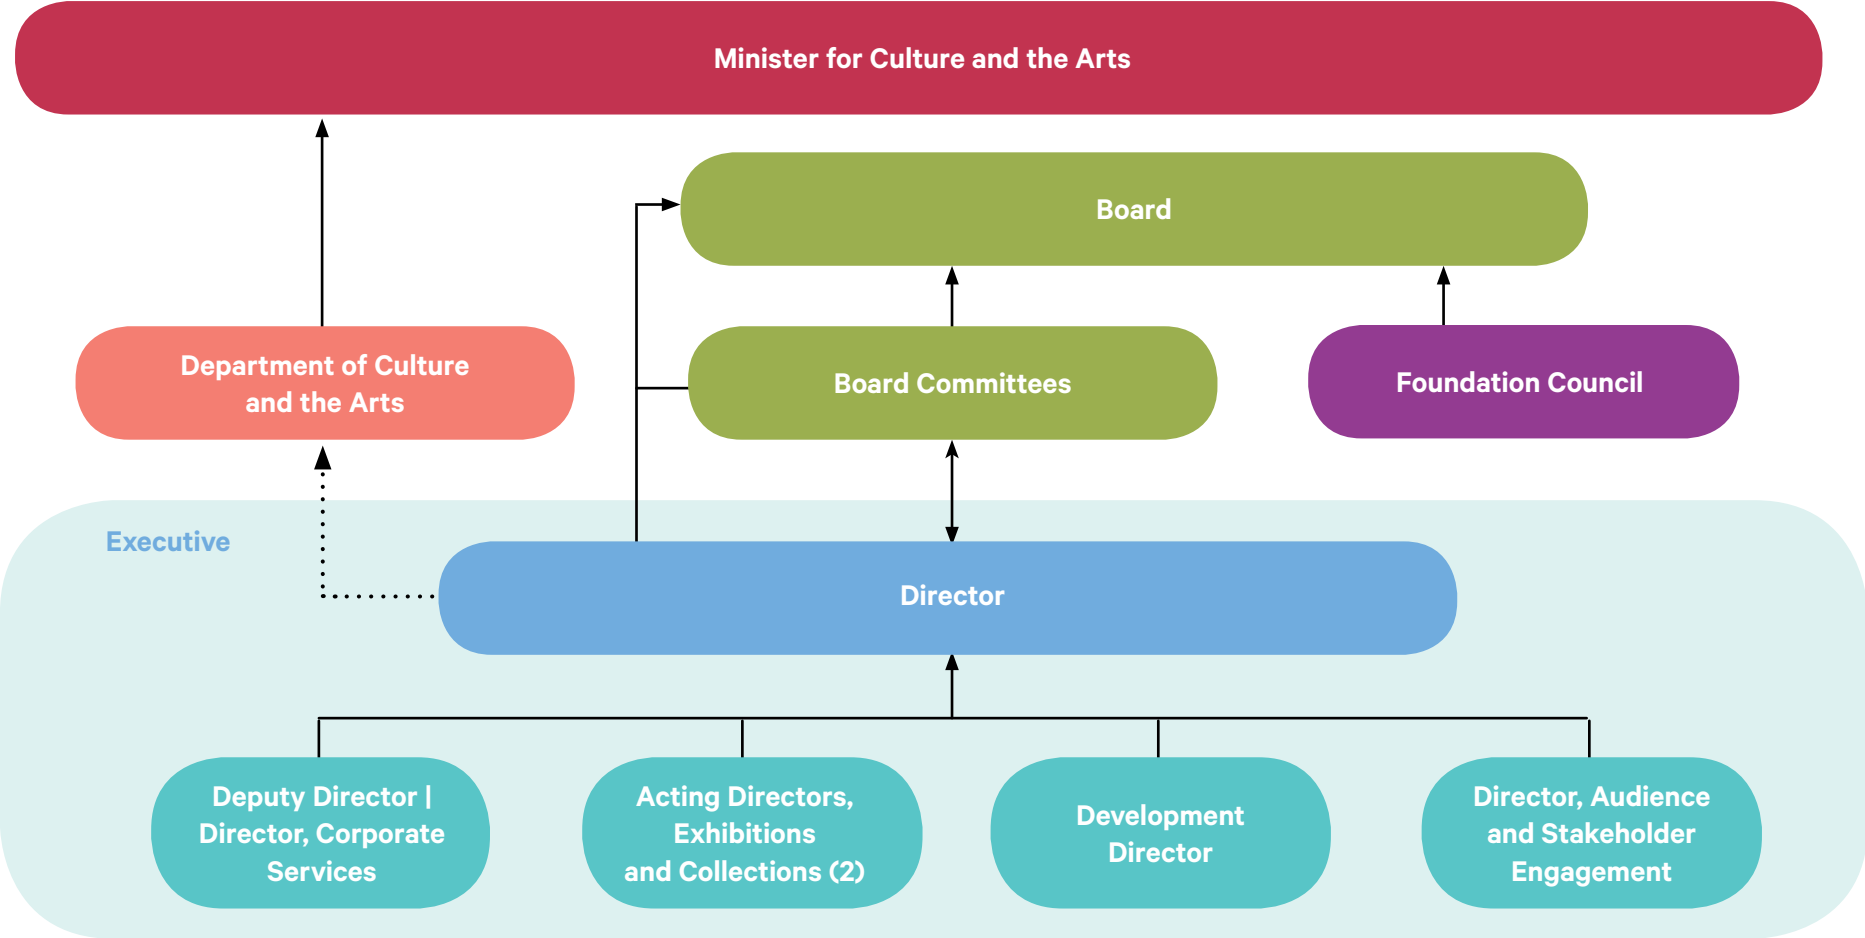 Minister for Culture and the Arts
Board
Department of Culture
and the Arts
Board Committees
Foundation Council
Executive
Director
Deputy Director |
Director, Corporate
Services
Acting Directors,
Exhibitions
and Collections (2)
Development
Director
Director, Audience
and Stakeholder
Engagement